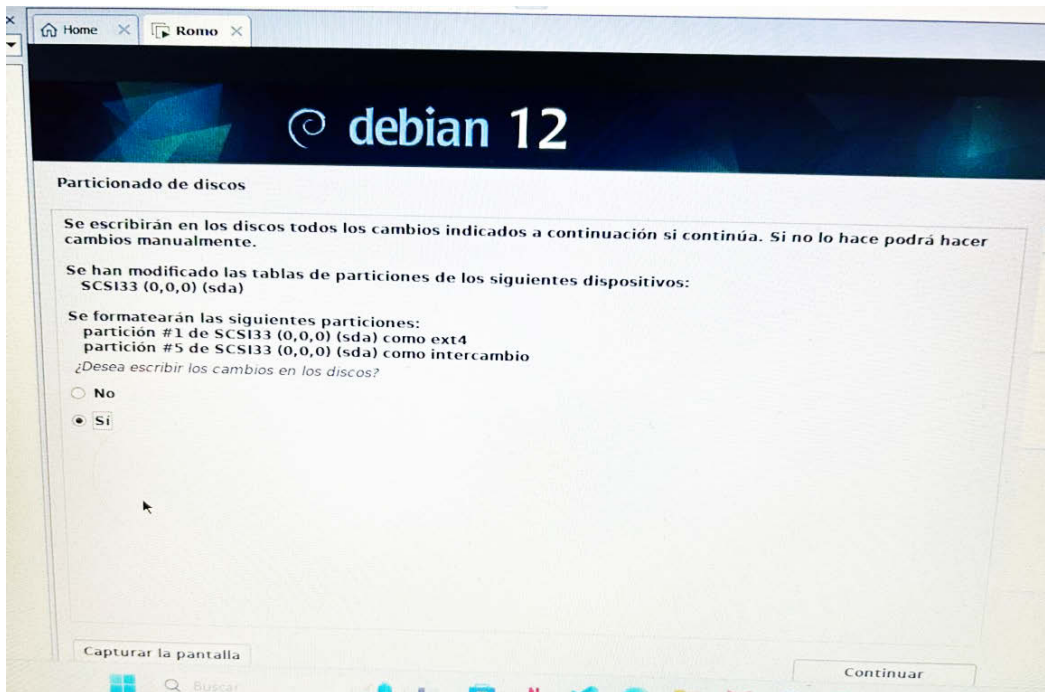 Home
Romo
debian 12
Particionado de discos
Se escribirán en los discos todos los cambios indicados a continuación si continúa. Si no lo hace podrá hacer
cambios manualmente.
Se han modificado las tablas de particiones de los siguientes dispositivos:
SCSI33 (0,0,0) (sda)
Se formatearán las siguientes particiones:
partición #1 de SCSI33 (0,0,0) (sda) como ext4
partición #5 de SCSI33 (0,0,0) (sda) como intercambio
¿Desea escribir los cambios en los discos?
No
Sí
Capturar la pantalla
Continuar
Buscar